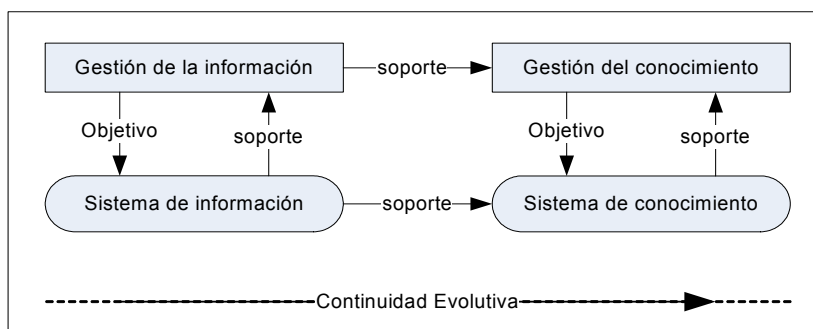 Gestión de la información
soporte
Gestión del conocimiento
Objetivo
soporte
Objetivo
soporte
Sistema de información
soporte
Sistema de conocimiento
Continuidad Evolutiva